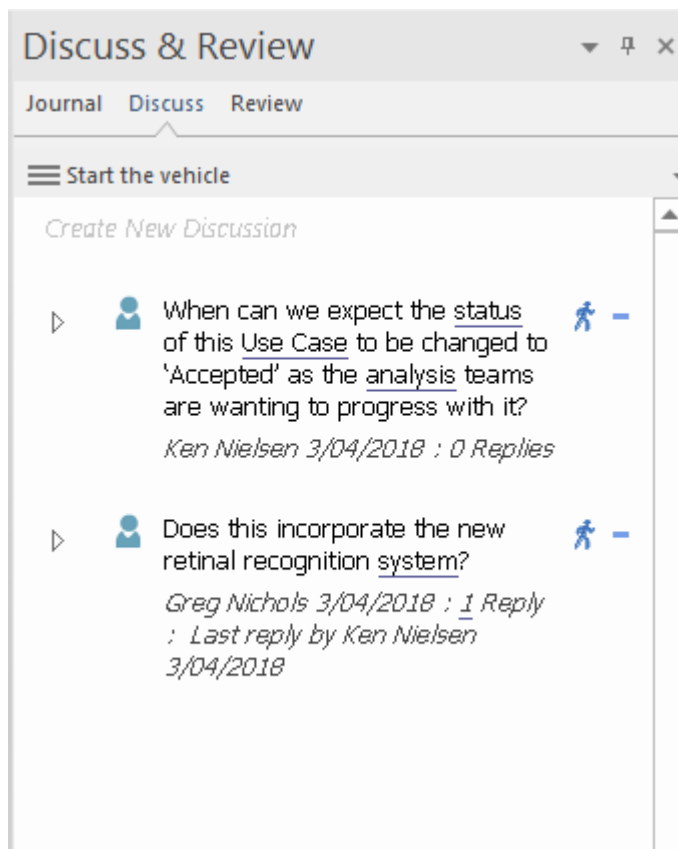 Discuss & Review
Journal Discuss Review
Start the vehicle
Create New Discussion
When can we expect the status
of this Use Case to be changed to
'Accepted' as the analysis teams
are wanting to progress with it?
Ken Nielsen 3/04/2018 : 0 Replies
Does this incorporate the new
retinal recognition system?
Greg Nichols 3/04/2018 : 1 Reply
: Last reply by Ken Nielsen
3/04/2018